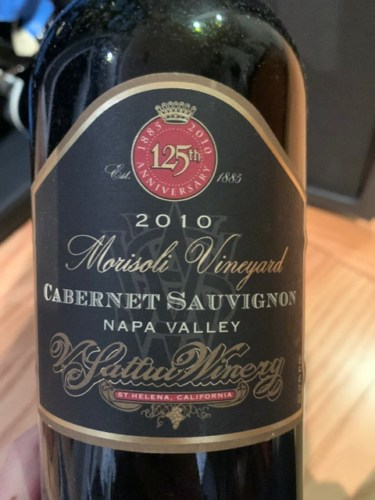 1885 2010
125th
ANNIVERSARY
Est. 1885
2010
Morisoli Vineyard
CABERNET SAUVIGNON
NAPA VALLEY
V. Sattui Winery
ST. HELENA, CALIFORNIA